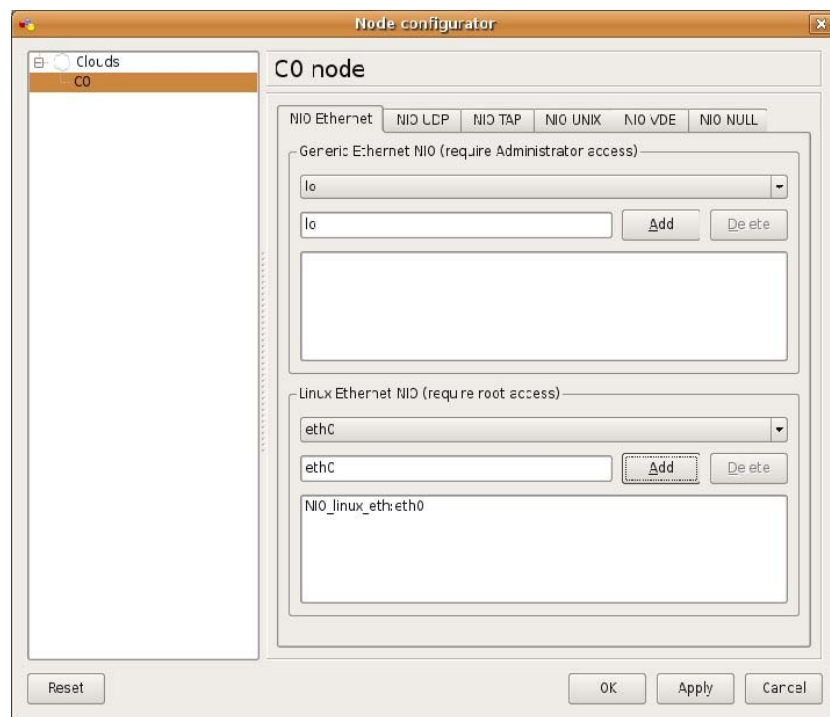 Node configurator
Clouds
C0
C0 node
NIO Ethernet
NIO UDP
NIO TAP
NIO UNIX
NIO VDE
NIO NULL
Generic Ethernet NIO (require Administrator access)
lo
lo
Add
Delete
Linux Ethernet NIO (require root access)
eth0
eth0
Add
Delete
NIO_linux_eth:eth0
Reset
OK
Apply
Cancel